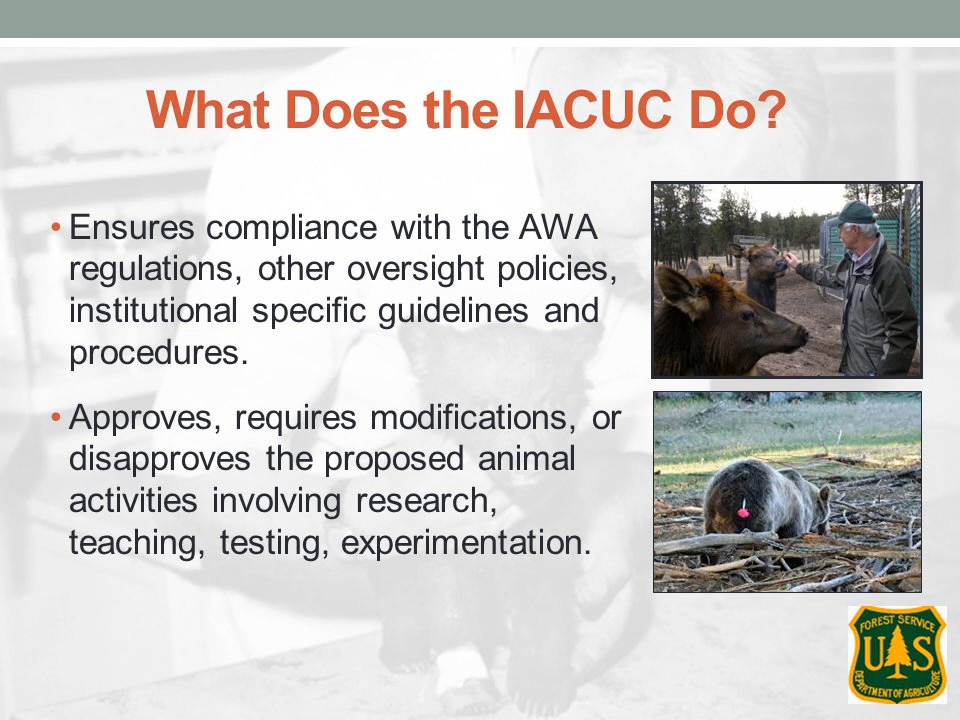 What Does the IACUC Do?
• Ensures compliance with the AWA
regulations, other oversight policies,
institutional specific guidelines and
procedures.
• Approves, requires modifications, or
disapproves the proposed animal
activities involving research,
teaching, testing, experimentation.
FOREST SERVICE
U S
DEPARTMENT OF AGRICULTURE